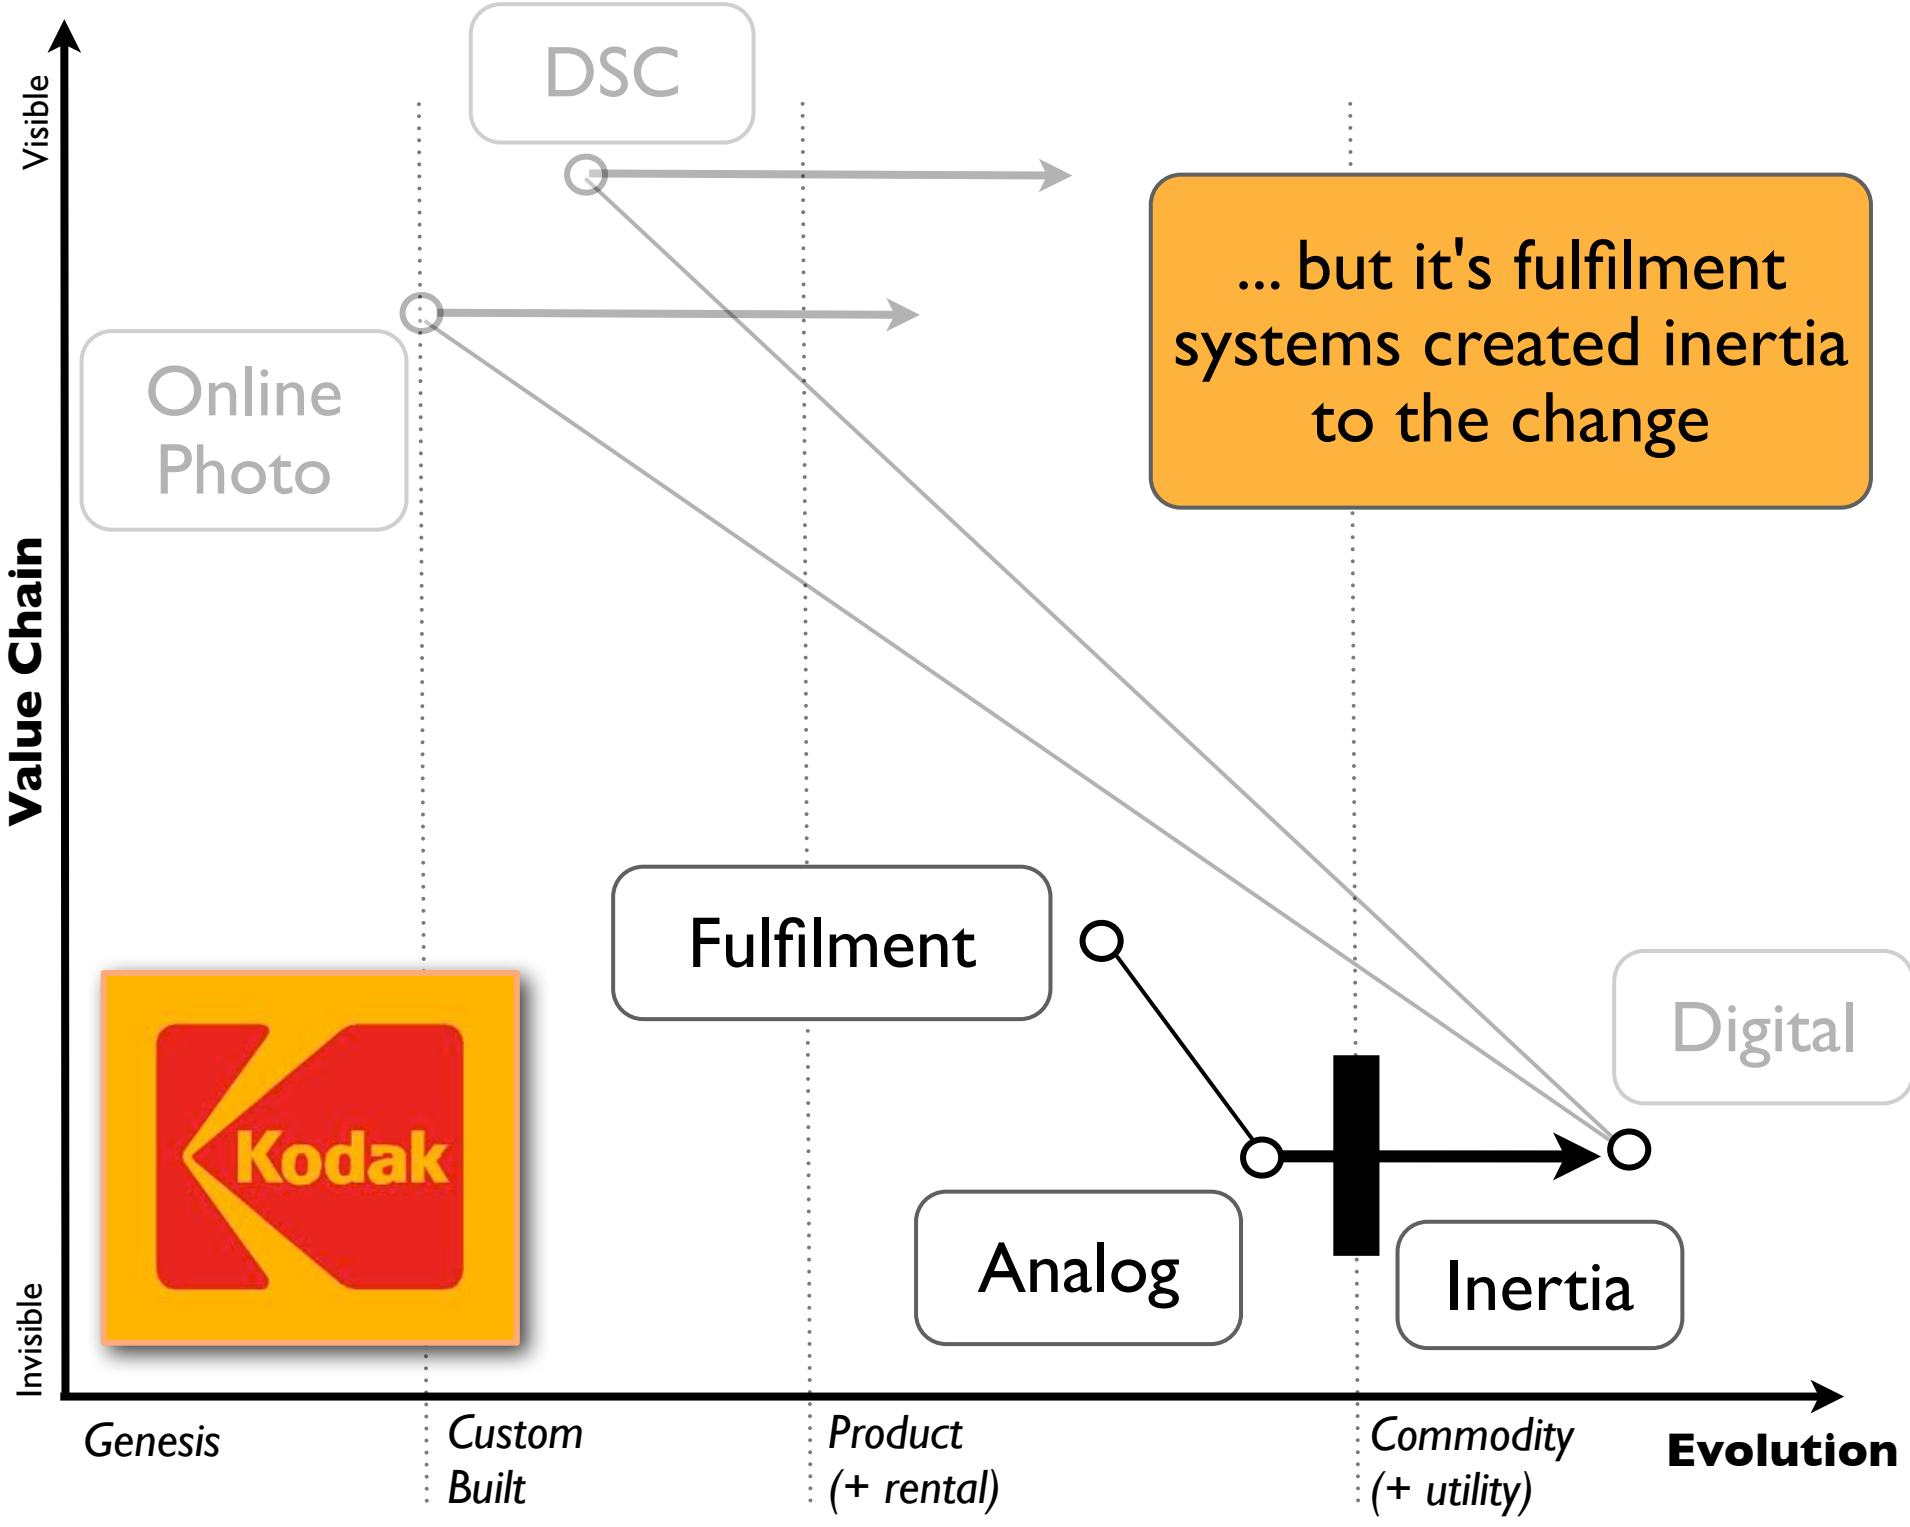 DSC
Visible
... but it's fulfilment
systems created inertia
to the change
Online
Photo
Value Chain
Fulfilment
Digital
Kodak
Analog
Inertia
Invisible
Genesis
Custom
Built
Product
(+ rental)
Commodity
(+ utility)
Evolution